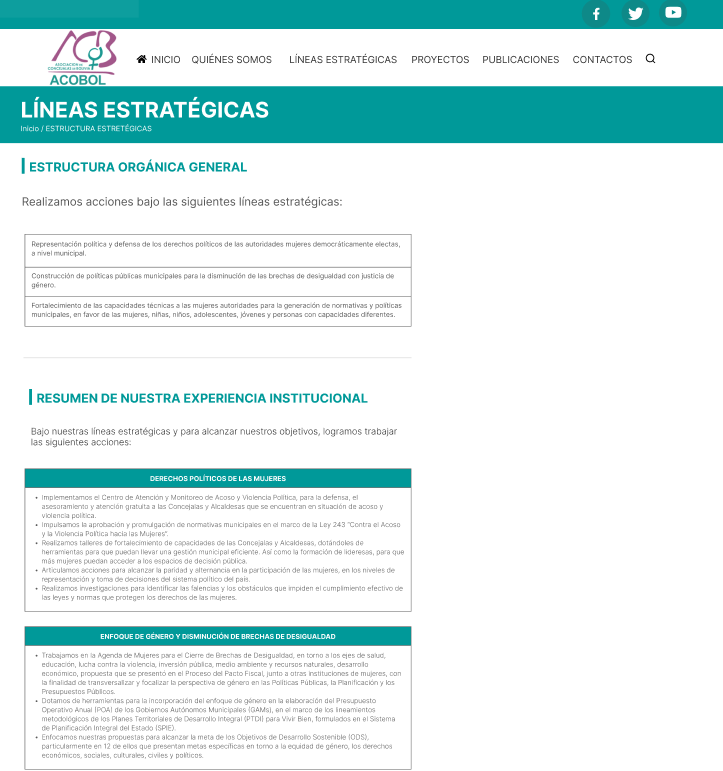 ASOCIACIÓN DE
CONCEJALAS DE BOLIVIA
ACOBOL
INICIO QUIÉNES SOMOS LÍNEAS ESTRATÉGICAS PROYECTOS PUBLICACIONES CONTACTOS
LÍNEAS ESTRATÉGICAS
Inicio / ESTRUCTURA ESTRETÉGICAS
ESTRUCTURA ORGÁNICA GENERAL
Realizamos acciones bajo las siguientes líneas estratégicas:
Representación política y defensa de los derechos políticos de las autoridades mujeres democráticamente electas,
a nivel municipal.
Construcción de políticas públicas municipales para la disminución de las brechas de desigualdad con justicia de
género.
Fortalecimiento de las capacidades técnicas a las mujeres autoridades para la generación de normativas y políticas
municipales, en favor de las mujeres, niñas, niños, adolescentes, jóvenes y personas con capacidades diferentes.
RESUMEN DE NUESTRA EXPERIENCIA INSTITUCIONAL
Bajo nuestras líneas estratégicas y para alcanzar nuestros objetivos, logramos trabajar
las siguientes acciones:
DERECHOS POLÍTICOS DE LAS MUJERES
• Implementamos el Centro de Atención y Monitoreo de Acoso y Violencia Política, para la defensa, el
asesoramiento y atención gratuita a las Concejalas y Alcaldesas que se encuentran en situación de acoso y
violencia política.
• Impulsamos la aprobación y promulgación de normativas municipales en el marco de la Ley 243 "Contra el Acoso
y la Violencia Política hacia las Mujeres".
• Realizamos talleres de fortalecimiento de capacidades de las Concejalas y Alcaldesas, dotándoles de
herramientas para que puedan llevar una gestión municipal eficiente. Así como la formación de lideresas, para que
más mujeres puedan acceder a los espacios de decisión pública.
• Articulamos acciones para alcanzar la paridad y alternancia en la participación de las mujeres, en los niveles de
representación y toma de decisiones del sistema político del país.
• Realizamos investigaciones para identificar las falencias y los obstáculos que impiden el cumplimiento efectivo de
las leyes y normas que protegen los derechos de las mujeres.
ENFOQUE DE GÉNERO Y DISMINUCIÓN DE BRECHAS DE DESIGUALDAD
• Trabajamos en la Agenda de Mujeres para el Cierre de Brechas de Desigualdad, en torno a los ejes de salud,
educación, lucha contra la violencia, inversión pública, medio ambiente y recursos naturales, desarrollo
económico, propuesta que se presentó en el Proceso del Pacto Fiscal, junto a otras instituciones de mujeres, con
la finalidad de transversalizar y focalizar la perspectiva de género en las Políticas Públicas, la Planificación y los
Presupuestos Públicos.
• Dotamos de herramientas para la incorporación del enfoque de género en la elaboración del Presupuesto
Operativo Anual (POA) de los Gobiernos Autónomos Municipales (GAMs), en el marco de los lineamientos
metodológicos de los Planes Territoriales de Desarrollo Integral (PTDI) para Vivir Bien, formulados en el Sistema
de Planificación Integral del Estado (SPIE).
• Enfocamos nuestras propuestas para alcanzar la meta de los Objetivos de Desarrollo Sostenible (ODS),
particularmente en 12 de ellos que presentan metas específicas en torno a la equidad de género, los derechos
económicos, sociales, culturales, civiles y políticos.